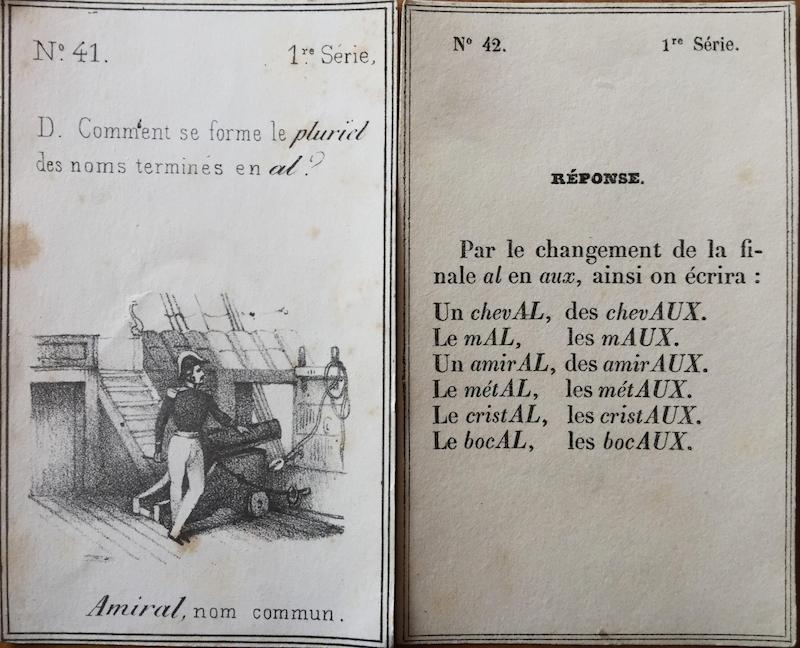 Nº 41. 1re Série,
D. Comment se forme le pluriel
des noms terminés en al?
Amiral, nom commun.
Nº 42. 1re Série.
RÉPONSE.
Par le changement de la fi-
nale al en aux, ainsi on écrira :
Un chevAL, des chevAUX.
Le mAL, les mAUX.
Un amirAL, des amirAUX.
Le métAL, les métAUX.
Le cristAL, les cristAUX.
Le bocAL, les bocAUX.